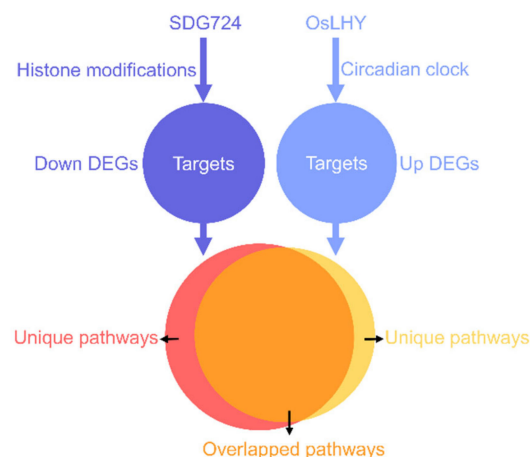 SDG724 OsLHY
Histone modifications Circadian clock
Down DEGs Targets Targets Up DEGs
Unique pathways Unique pathways
Overlapped pathways